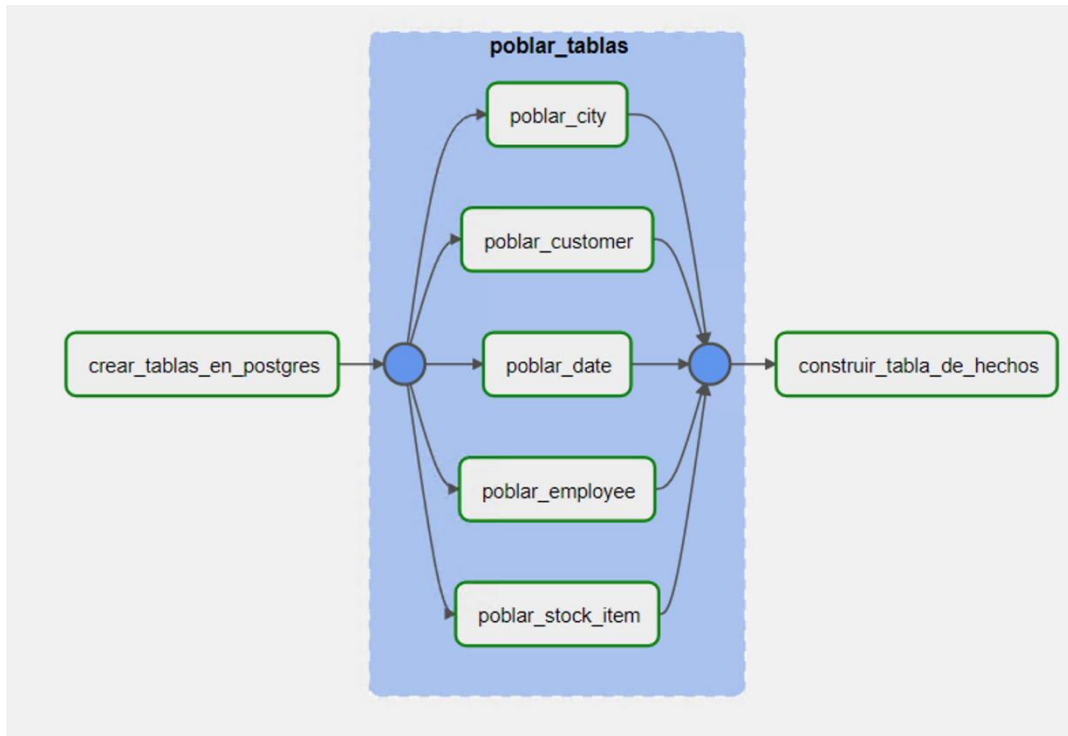 poblar_tablas
poblar_city
poblar_customer
crear_tablas_en_postgres
poblar_date
construir_tabla_de_hechos
poblar_employee
poblar_stock_item